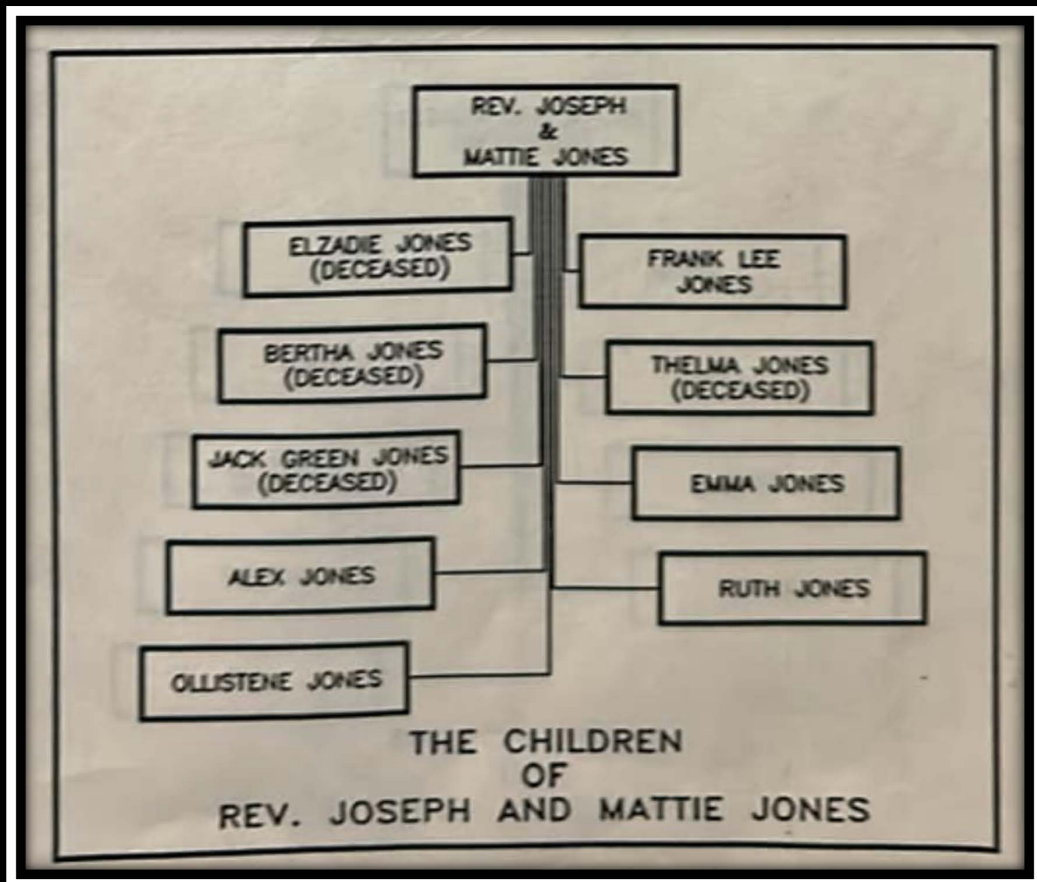 REV. JOSEPH
&
MATTIE JONES
ELZADIE JONES
(DECEASED)
FRANK LEE
JONES
BERTHA JONES
(DECEASED)
THELMA JONES
(DECEASED)
JACK GREEN JONES
(DECEASED)
EMMA JONES
ALEX JONES
RUTH JONES
OLLISTENE JONES
THE CHILDREN
OF
REV. JOSEPH AND MATTIE JONES